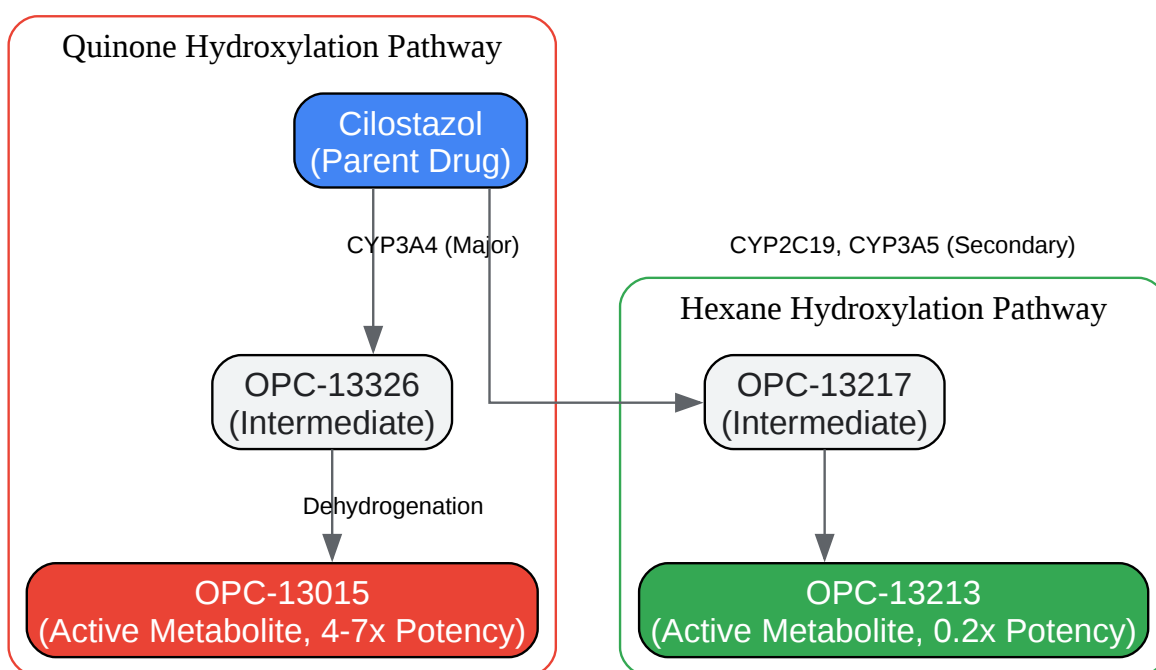 Quinone Hydroxylation Pathway
Cilostazol
(Parent Drug)
CYP3A4 (Major)
CYP2C19, CYP3A5 (Secondary)
Hexane Hydroxylation Pathway
OPC-13326
(Intermediate)
OPC-13217
(Intermediate)
Dehydrogenation
OPC-13015
(Active Metabolite, 4-7x Potency)
OPC-13213
(Active Metabolite, 0.2x Potency)